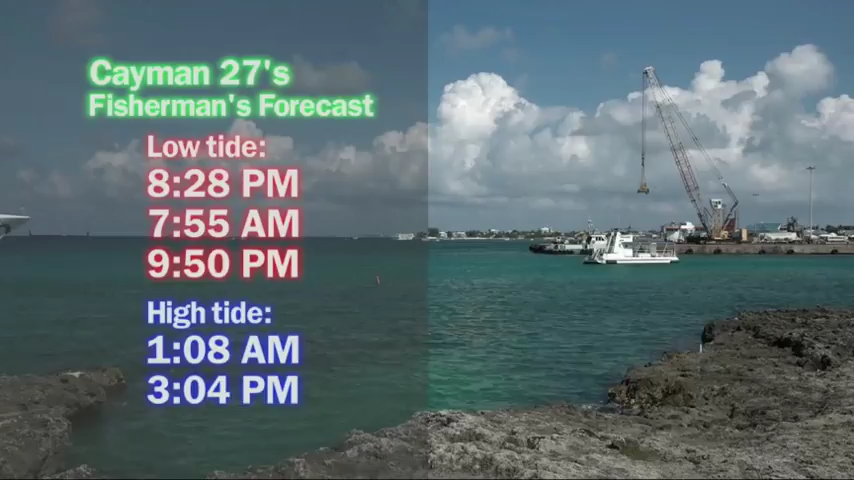 Cayman 27's
Fisherman's Forecast
Low tide:
8:28 PM
7:55 AM
9:50 PM
High tide:
1:08 AM
3:04 PM